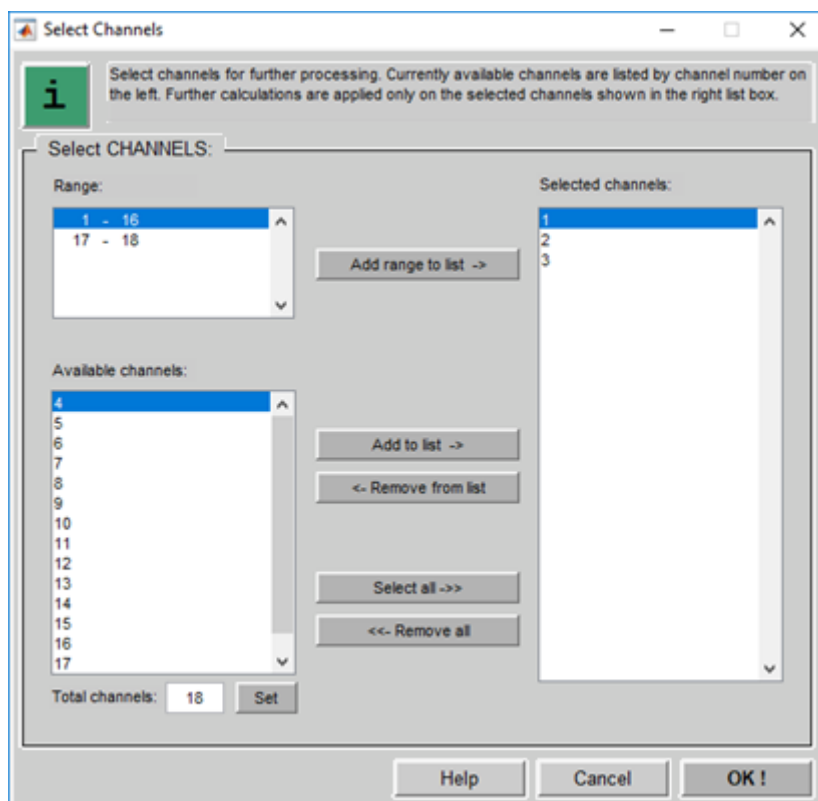 Select Channels
i
Select channels for further processing. Currently available channels are listed by channel number on
the left. Further calculations are applied only on the selected channels shown in the right list box.
Select CHANNELS:
Range:
1 - 16
17 - 18
Add range to list ->
Selected channels:
1
2
3
Available channels:
4
5
6
7
8
9
10
11
12
13
14
15
16
17
Add to list ->
<- Remove from list
Select all ->>
<<- Remove all
Total channels: 18 Set
Help Cancel OK !